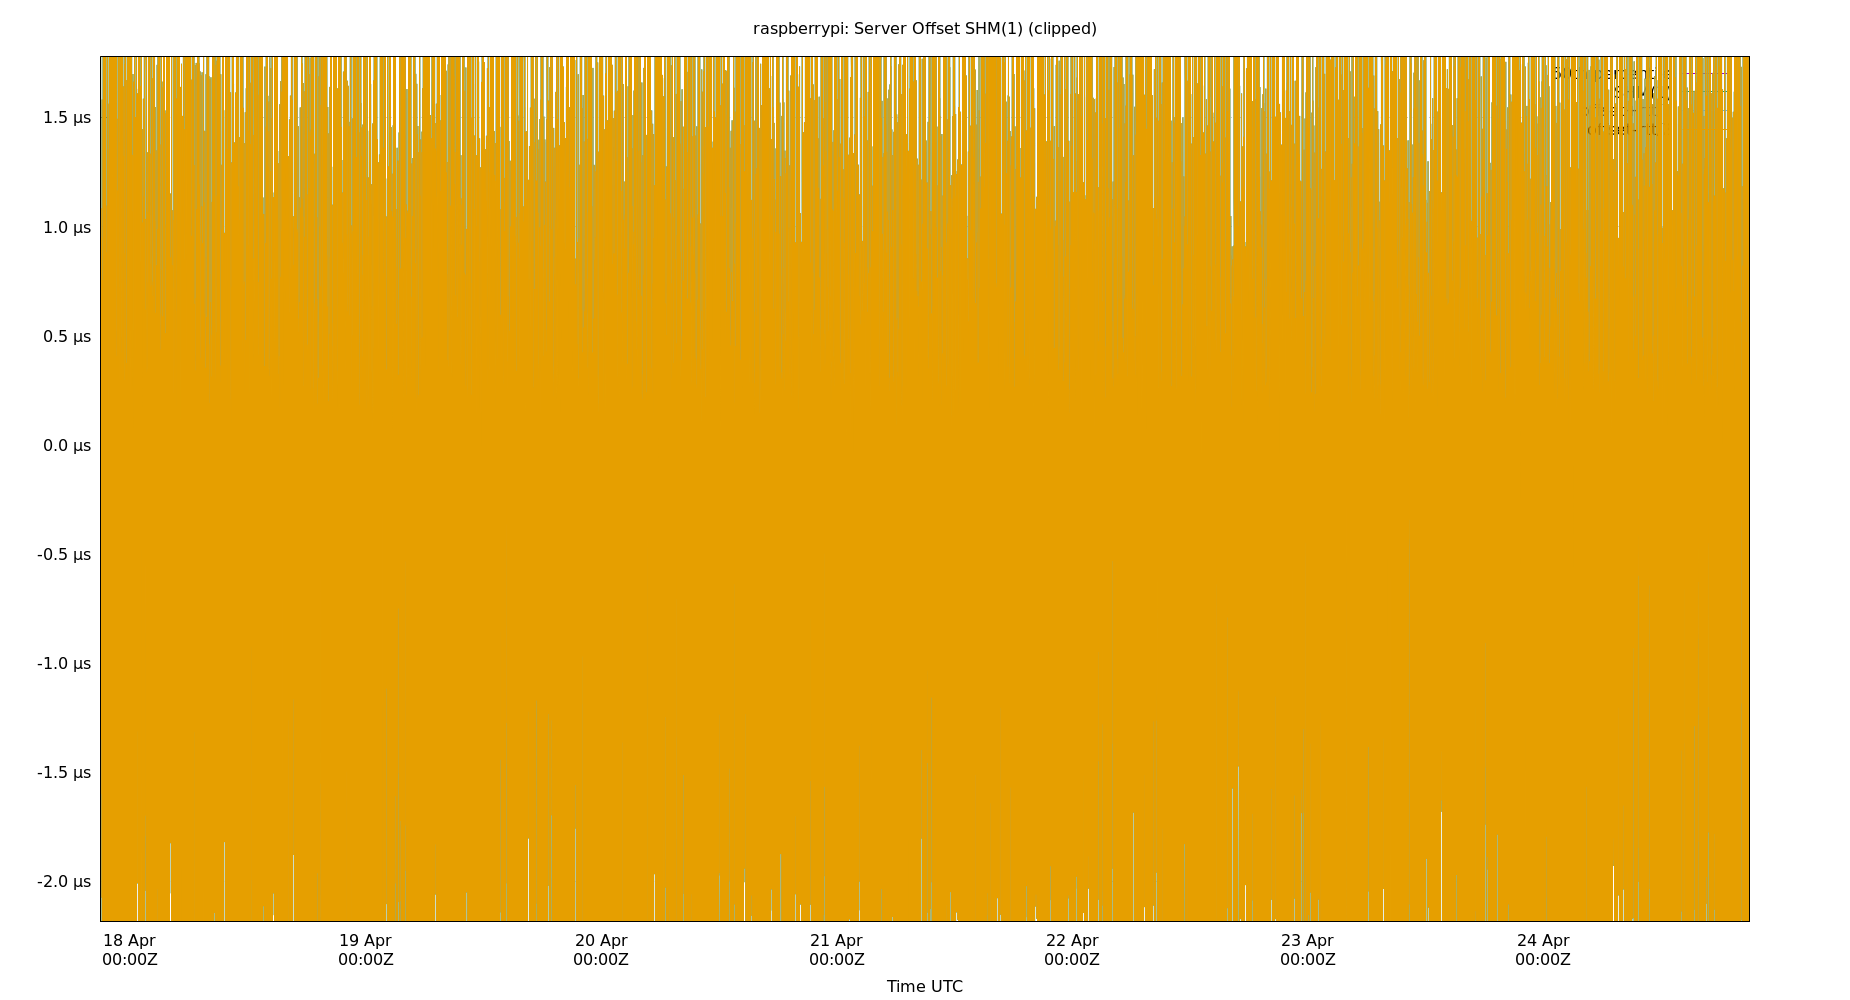 raspberrypi: Server Offset SHM(1) (clipped)
1.5 µs
1.0 µs
0.5 µs
0.0 µs
-0.5 µs
-1.0 µs
-1.5 µs
-2.0 µs
18 Apr 19 Apr 20 Apr 21 Apr 22 Apr 23 Apr 24 Apr
00:00Z 00:00Z 00:00Z 00:00Z 00:00Z 00:00Z 00:00Z
Time UTC